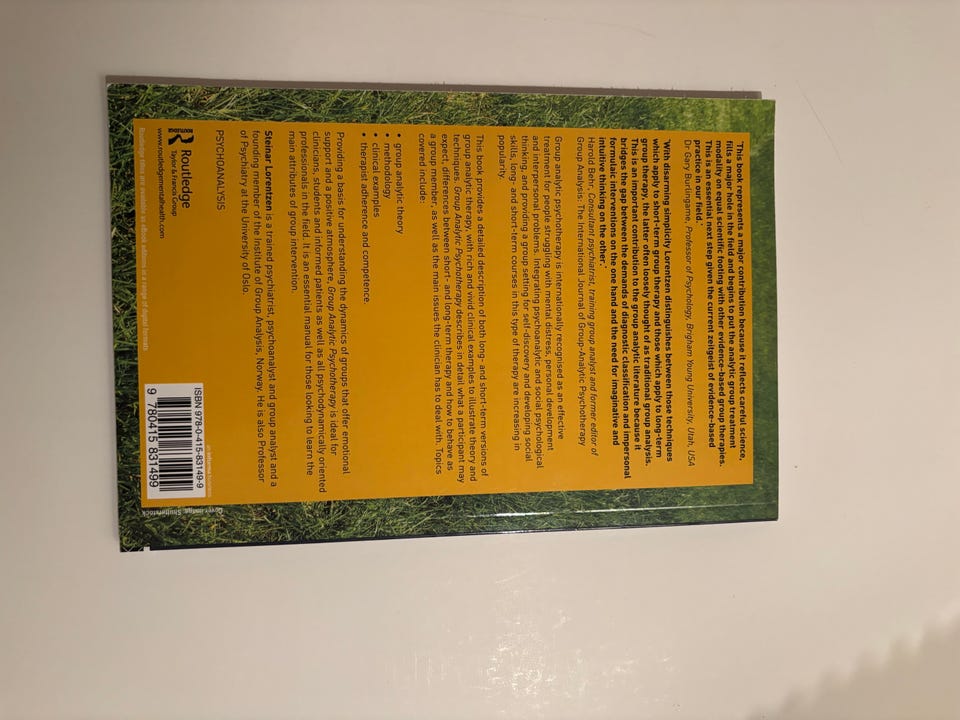 'This book represents a major contribution because it reflects careful science,
fills a major hole in the field and begins to put the analytic group treatment
modality on equal scientific footing with other evidence-based group therapies.
This is an essential next step given the current zeitgeist of evidence-based
practice in our field.'
Dr Gary Burlingame, Professor of Psychology, Brigham Young University, Utah, USA
'With disarming simplicity Lorentzen distinguishes between those techniques
which apply to short-term group therapy and those which apply to long-term
group therapy, the latter often loosely thought of as traditional group analysis.
This is an important contribution to the group analytic literature because it
bridges the gap between the demands of diagnostic classification and impersonal
formulaic interventions on the one hand and the need for imaginative and
intuitive thinking on the other.'
Harold Behr, Consultant psychiatrist, training group analyst and former editor of
Group Analysis: The International Journal of Group-Analytic Psychotherapy
Group analytic psychotherapy is internationally recognised as an effective
treatment for people struggling with mental distress, personal development
and interpersonal problems. Integrating psychoanalytic and social psychological
thinking, and providing a group setting for self-discovery and developing social
skills, long- and short-term courses in this type of therapy are increasing in
popularity.
This book provides a detailed description of both long- and short-term versions of
group analytic therapy, with rich and vivid clinical examples to illustrate theory and
techniques. Group Analytic Psychotherapy describes in detail what a participant may
expect, differences between short- and long-term therapy and how to behave as
a group member, as well as the main issues the clinician has to deal with. Topics
covered include:
• group analytic theory
• methodology
• clinical examples
• therapist adherence and competence.
Providing a basis for understanding the dynamics of groups that offer emotional
support and a positive atmosphere, Group Analytic Psychotherapy is ideal for
clinicians, students and informed patients as well as all psychodynamically oriented
professionals in the field. It is an essential manual for those looking to learn the
main attributes of group intervention.
Steinar Lorentzen is a trained psychiatrist, psychoanalyst and group analyst and a
founding member of the Institute of Group Analysis, Norway. He is also Professor
of Psychiatry at the University of Oslo.
PSYCHOANALYSIS
ROUTLEDGE
Routledge
Taylor & Francis Group
www.routledgementalhealth.com
Routledge titles are available as eBook editions in a range of digital formats
ISBN 978-0-415-83149-9
9 780415 831499
Cover image: Shutterstock